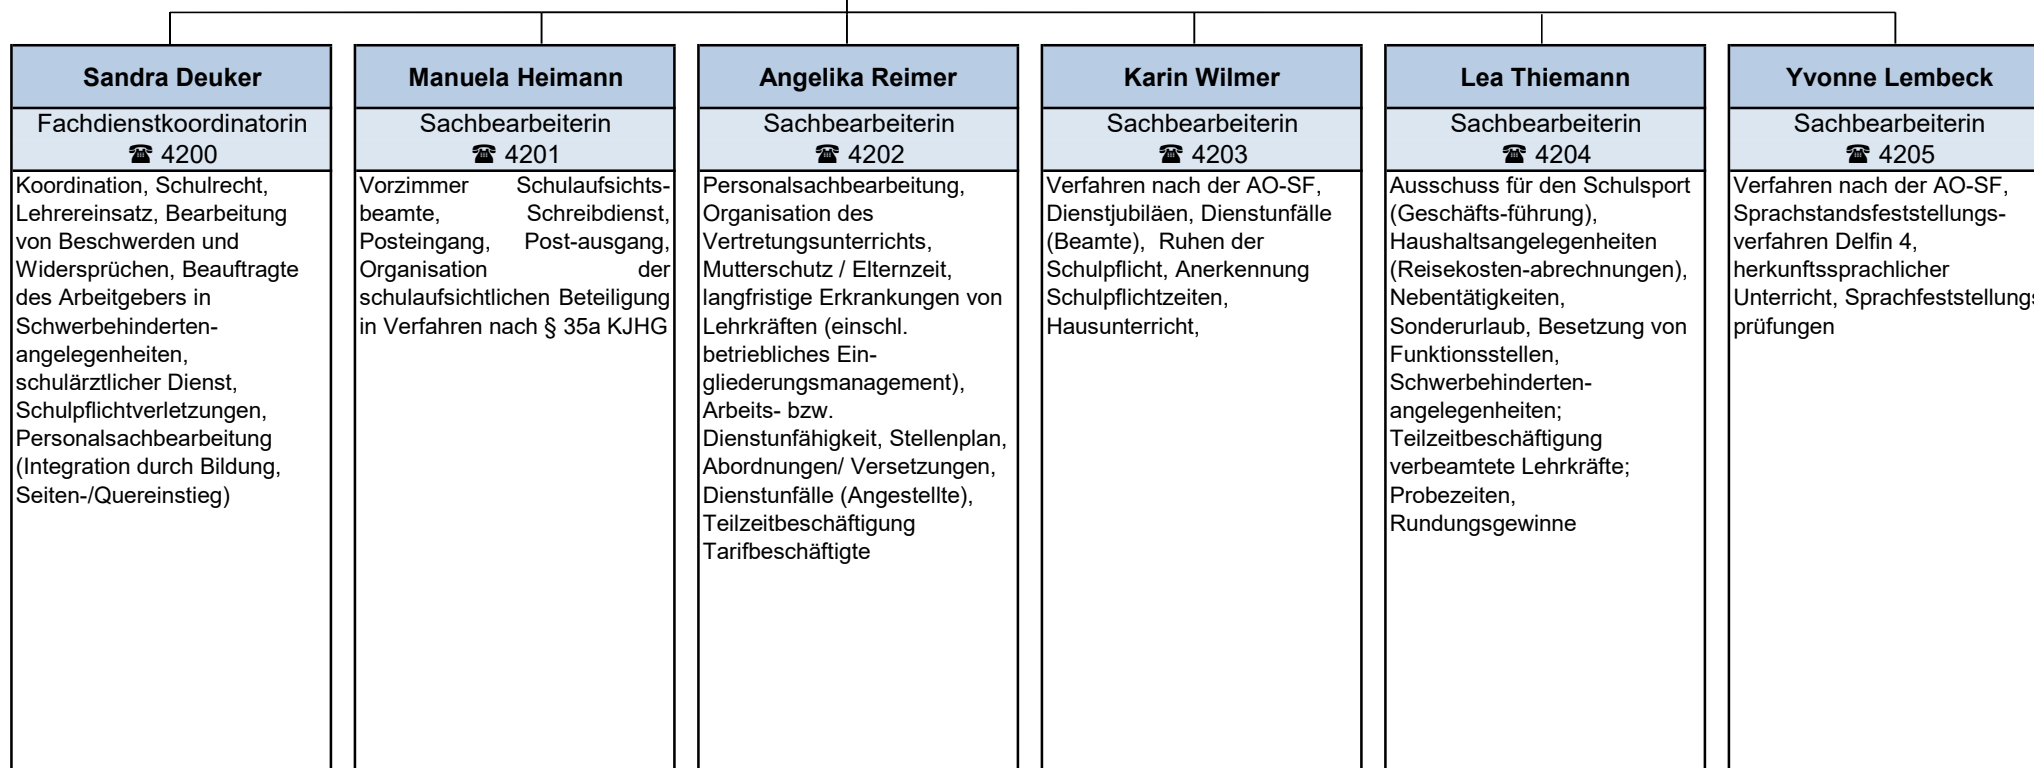 Sandra Deuker
Fachdienstkoordinatorin
☎ 4200
Koordination, Schulrecht,
Lehrereinsatz, Bearbeitung
von Beschwerden und
Widersprüchen, Beauftragte
des Arbeitgebers in
Schwerbehinderten-
angelegenheiten,
schulärztlicher Dienst,
Schulpflichtverletzungen,
Personalsachbearbeitung
(Integration durch Bildung,
Seiten-/Quereinstieg)
Manuela Heimann
Sachbearbeiterin
☎ 4201
Vorzimmer Schulaufsichts-
beamte, Schreibdienst,
Posteingang, Post-ausgang,
Organisation der
schulaufsichtlichen Beteiligung
in Verfahren nach § 35a KJHG
Angelika Reimer
Sachbearbeiterin
☎ 4202
Personalsachbearbeitung,
Organisation des
Vertretungsunterrichts,
Mutterschutz / Elternzeit,
langfristige Erkrankungen von
Lehrkräften (einschl.
betriebliches Ein-
gliederungsmanagement),
Arbeits- bzw.
Dienstunfähigkeit, Stellenplan,
Abordnungen/ Versetzungen,
Dienstunfälle (Angestellte),
Teilzeitbeschäftigung
Tarifbeschäftigte
Karin Wilmer
Sachbearbeiterin
☎ 4203
Verfahren nach der AO-SF,
Dienstjubiläen, Dienstunfälle
(Beamte), Ruhen der
Schulpflicht, Anerkennung
Schulpflichtzeiten,
Hausunterricht,
Lea Thiemann
Sachbearbeiterin
☎ 4204
Ausschuss für den Schulsport
(Geschäfts-führung),
Haushaltsangelegenheiten
(Reisekosten-abrechnungen),
Nebentätigkeiten,
Sonderurlaub, Besetzung von
Funktionsstellen,
Schwerbehinderten-
angelegenheiten;
Teilzeitbeschäftigung
verbeamtete Lehrkräfte;
Probezeiten,
Rundungsgewinne
Yvonne Lembeck
Sachbearbeiterin
☎ 4205
Verfahren nach der AO-SF,
Sprachstandsfeststellungs-
verfahren Delfin 4,
herkunftssprachlicher
Unterricht, Sprachfeststellungs
prüfungen